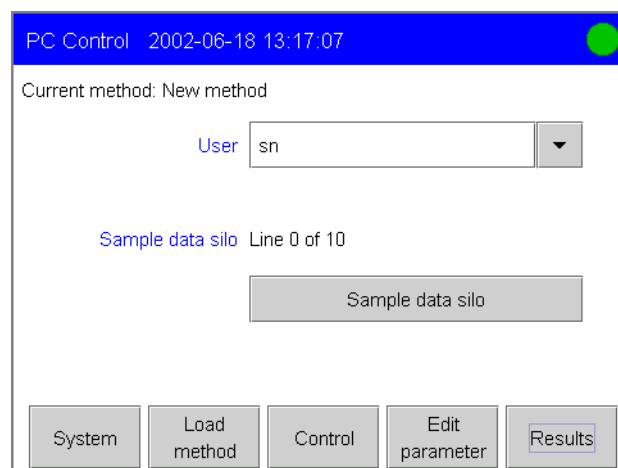 PC Control 2002-06-18 13:17:07
Current method: New method
User sn
Sample data silo Line 0 of 10
Sample data silo
System
Load
method
Control
Edit
parameter
Results